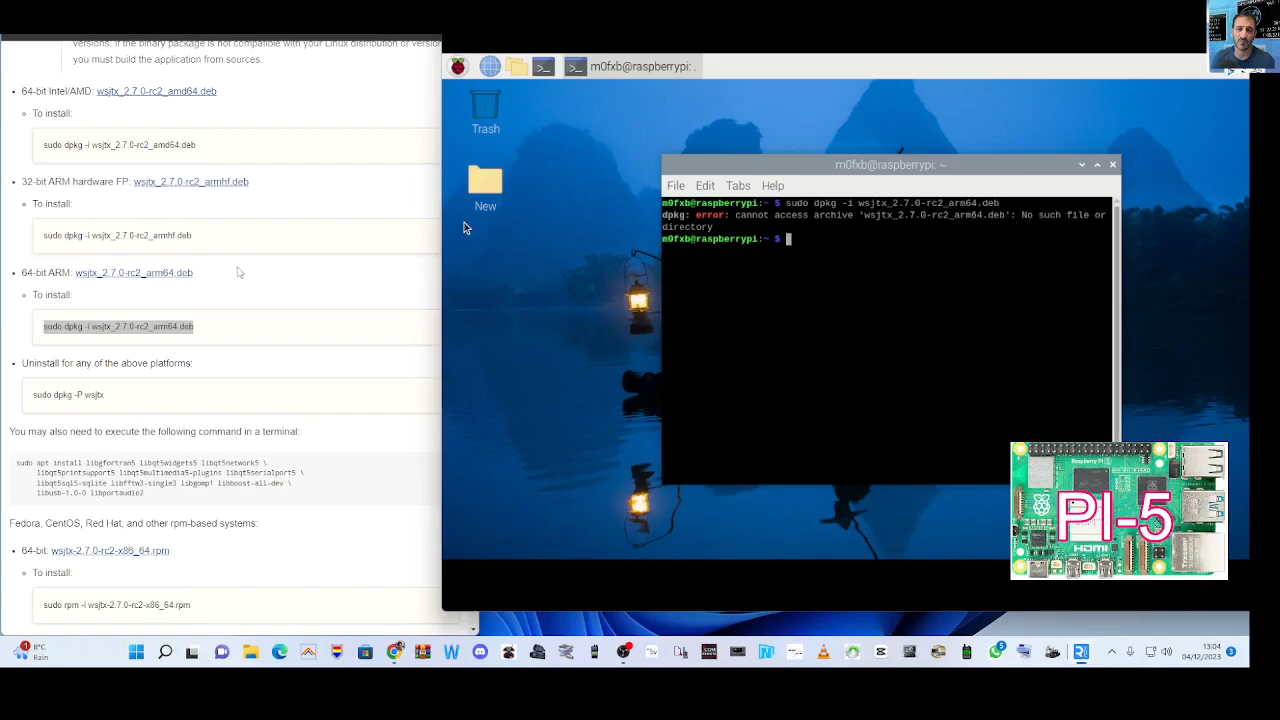 versions. If the binary package is not compatible with your Linux distribution or version
you must build the application from sources.
• 64-bit Intel/AMD: wsjtx_2.7.0-rc2_amd64.deb
◦ To install:
sudo dpkg -i wsjtx_2.7.0-rc2_amd64.deb
• 32-bit ARM hardware FP: wsjtx_2.7.0-rc2_armhf.deb
◦ To install:
sudo dpkg -i wsjtx_2.7.0-rc2_armhf.deb
• 64-bit ARM: wsjtx_2.7.0-rc2_arm64.deb
◦ To install:
sudo dpkg -i wsjtx_2.7.0-rc2_arm64.deb
• Uninstall for any of the above platforms:
sudo dpkg -P wsjtx
You may also need to execute the following command in a terminal:
sudo apt install libgfortran5 libqt5widgets5 libqt5network5 \
libqt5printsupport5 libqt5multimedia5-plugins libqt5serialport5 \
libqt5sql5-sqlite libfftw3-single3 libgomp1 libboost-all-dev \
libusb-1.0-0 libportaudio2
Fedora, CentOS, Red Hat, and other rpm-based systems:
• 64-bit: wsjtx-2.7.0-rc2-x86_64.rpm
◦ To install:
sudo rpm -i wsjtx-2.7.0-rc2-x86_64.rpm
m0fxb@raspberrypi: .
Trash
New
m0fxb@raspberrypi: ~
File Edit Tabs Help
m0fxb@raspberrypi:~ $ sudo dpkg -i wsjtx_2.7.0-rc2_arm64.deb
dpkg: error: cannot access archive 'wsjtx_2.7.0-rc2_arm64.deb': No such file or
directory
m0fxb@raspberrypi:~ $
PI-5
HDMI
1
8°C
Rain
5
13:04
04/12/2023
3